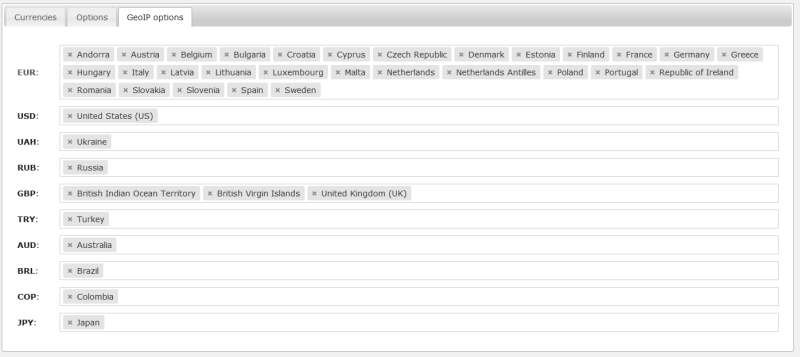 Currencies Options GeoIP options
EUR: × Andorra × Austria × Belgium × Bulgaria × Croatia × Cyprus × Czech Republic × Denmark × Estonia × Finland × France × Germany × Greece
× Hungary × Italy × Latvia × Lithuania × Luxembourg × Malta × Netherlands × Netherlands Antilles × Poland × Portugal × Republic of Ireland
× Romania × Slovakia × Slovenia × Spain × Sweden
USD: × United States (US)
UAH: × Ukraine
RUB: × Russia
GBP: × British Indian Ocean Territory × British Virgin Islands × United Kingdom (UK)
TRY: × Turkey
AUD: × Australia
BRL: × Brazil
COP: × Colombia
JPY: × Japan